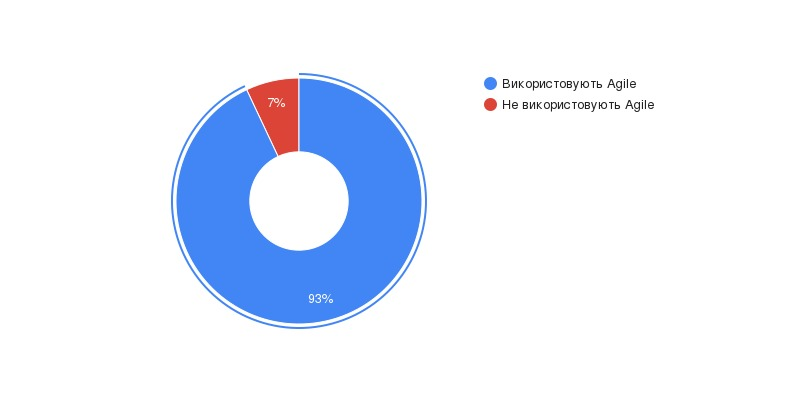 7%
93%
Використовують Agile
Не використовують Agile